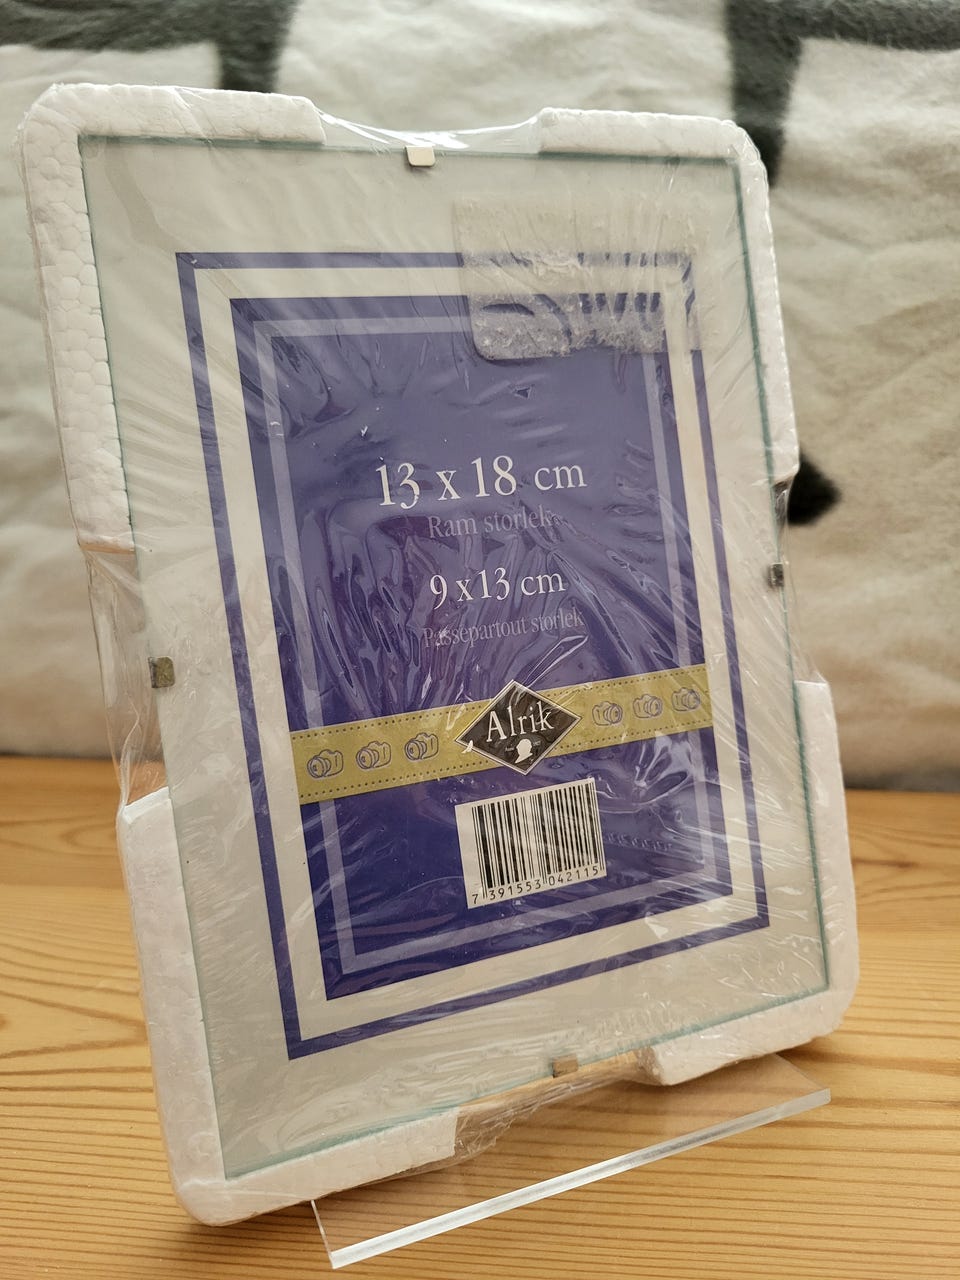 13 x 18 cm
Ram storlek
9 x 13 cm
Passepartout storlek
Alrik
7 391553 042115